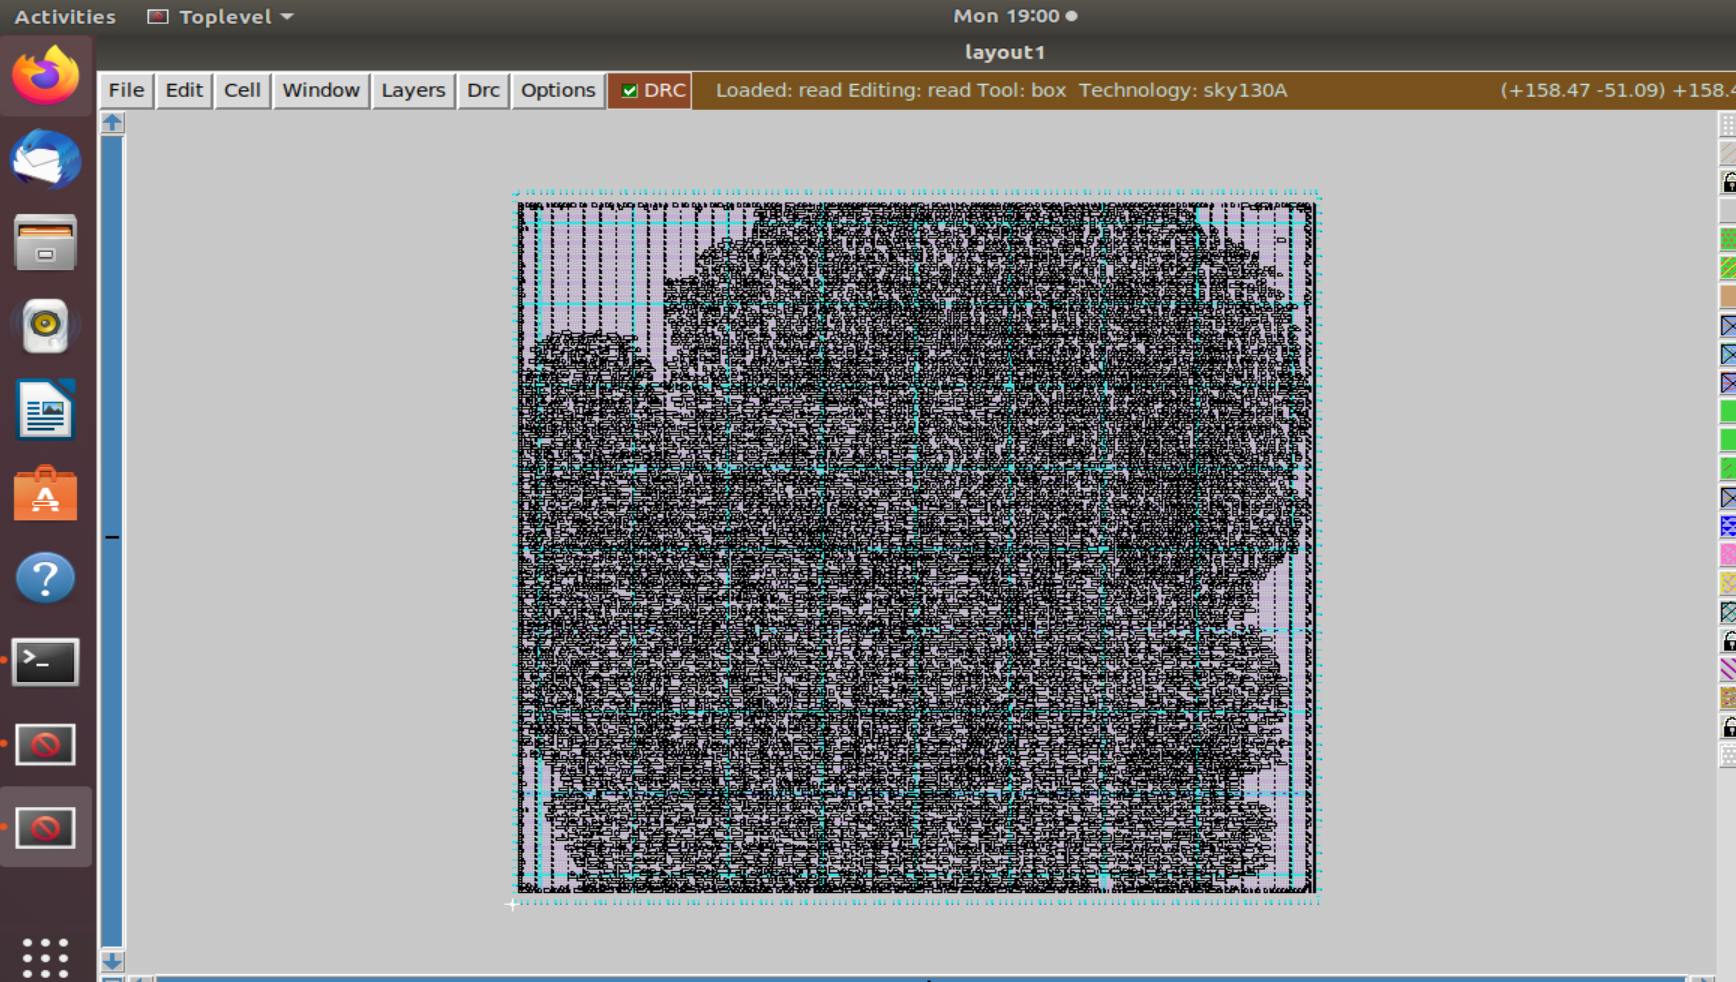 Activities Toplevel Mon 19:00
layout1
File Edit Cell Window Layers Drc Options DRC Loaded: read Editing: read Tool: box Technology: sky130A (+158.47 -51.09) +158.4